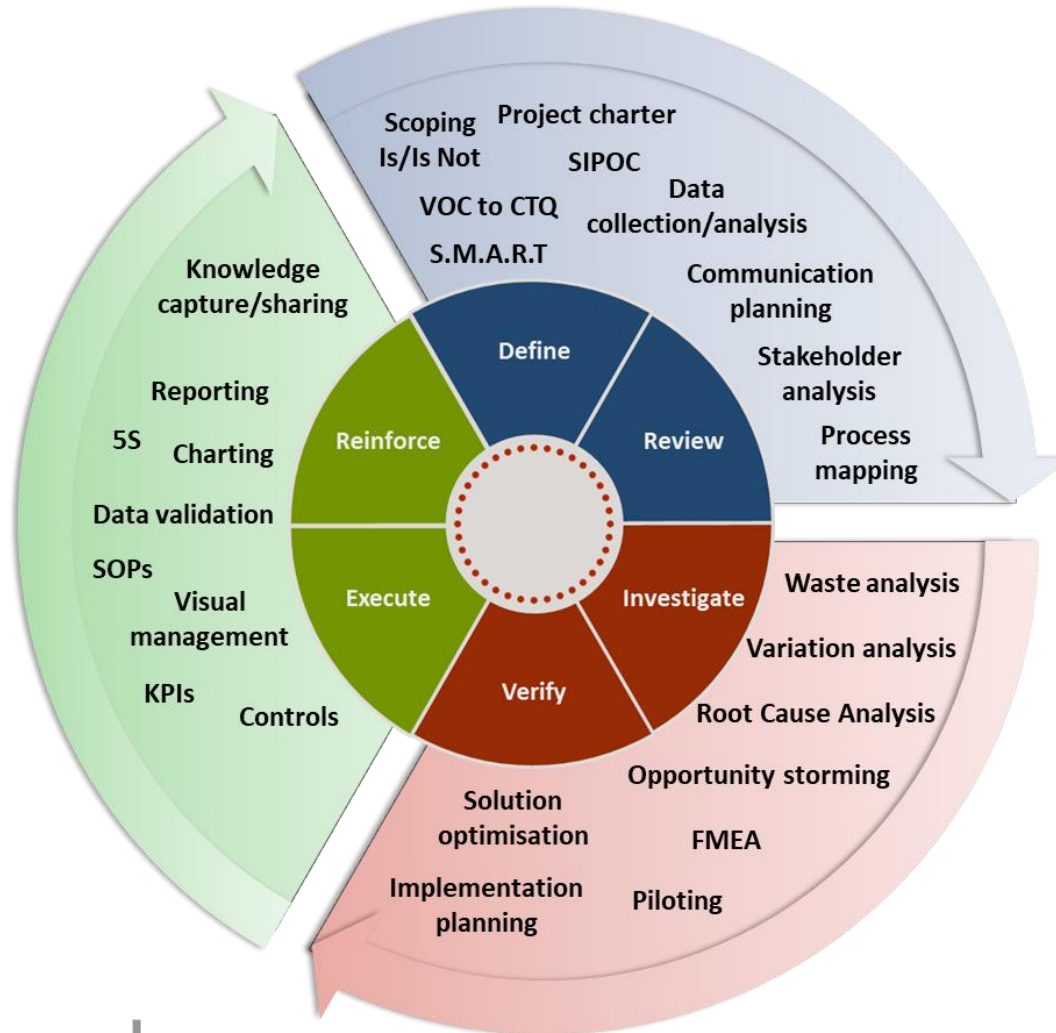 Scoping
Is/Is Not
Project charter
SIPOC
VOC to CTQ
Data
collection/analysis
S.M.A.R.T
Communication
planning
Stakeholder
analysis
Process
mapping
Define
Review
Investigate
Verify
Execute
Reinforce
Waste analysis
Variation analysis
Root Cause Analysis
Opportunity storming
FMEA
Piloting
Solution
optimisation
Implementation
planning
Knowledge
capture/sharing
Reporting
5S
Charting
Data validation
SOPs
Visual
management
KPIs
Controls